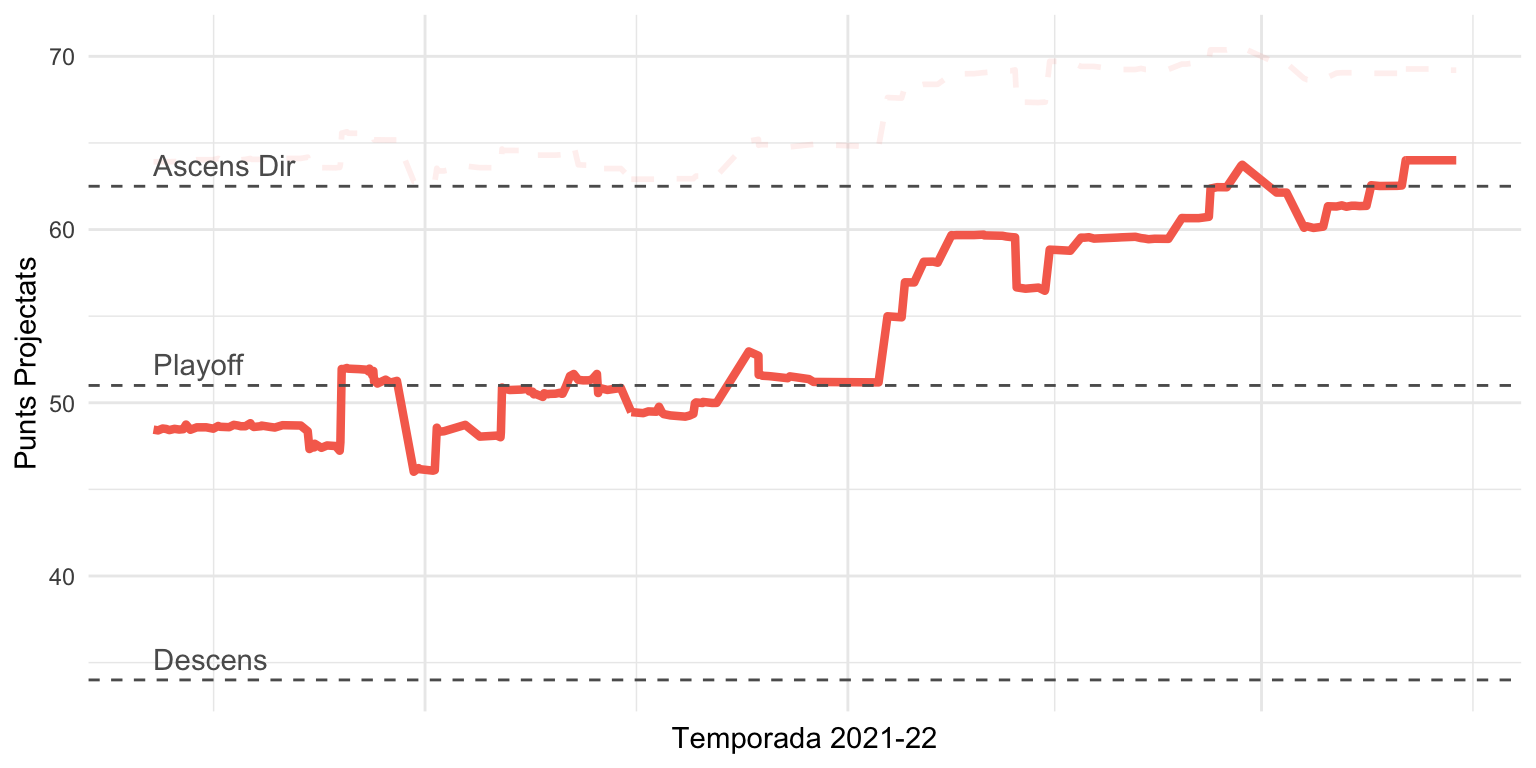 70
60
50
40
Punts Projectats
Ascens Dir
Playoff
Descens
Temporada 2021-22